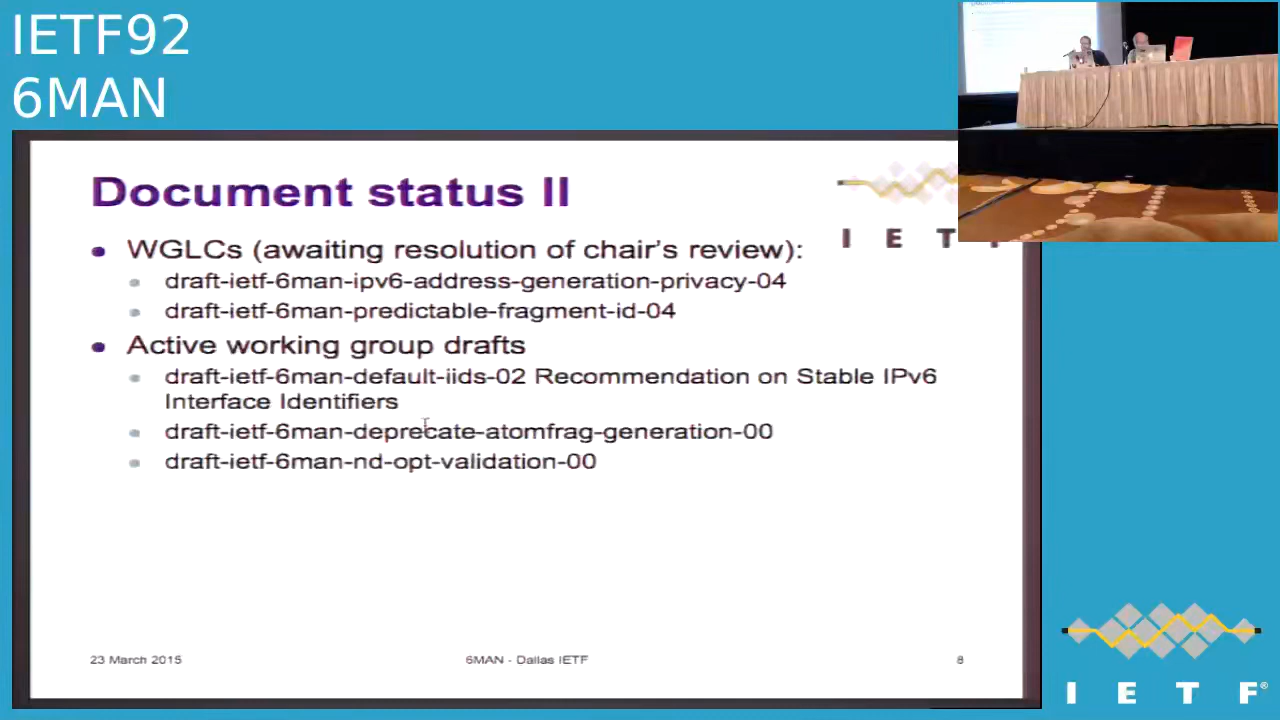 IETF92
6MAN
Document status II
I E T F
• WGLCs (awaiting resolution of chair's review):
• draft-ietf-6man-ipv6-address-generation-privacy-04
• draft-ietf-6man-predictable-fragment-id-04
• Active working group drafts
• draft-ietf-6man-default-iids-02 Recommendation on Stable IPv6
Interface Identifiers
• draft-ietf-6man-deprecate-atomfrag-generation-00
• draft-ietf-6man-nd-opt-validation-00
23 March 2015
6MAN - Dallas IETF
8
I E T F®